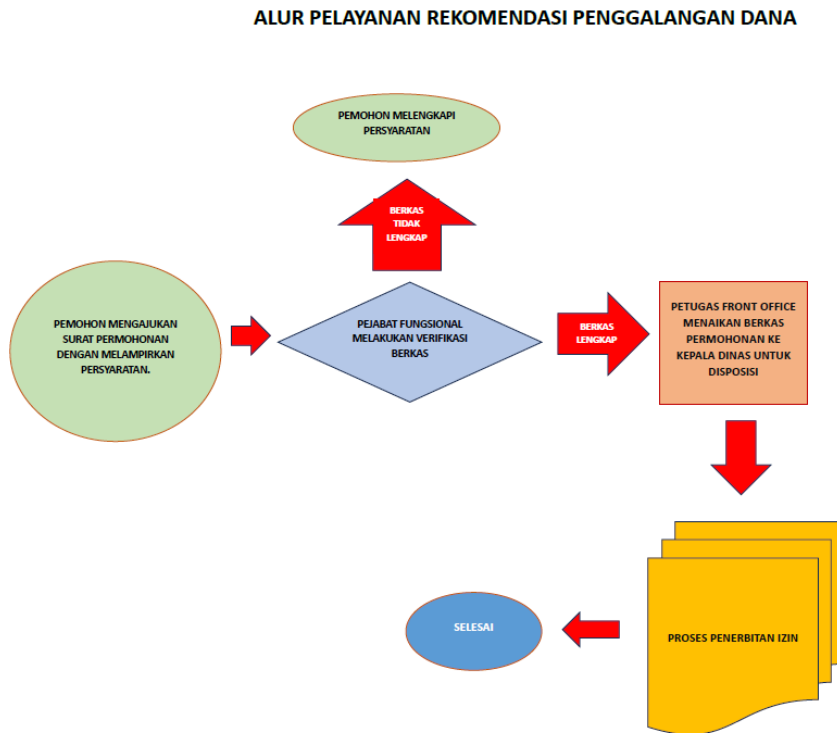 ALUR PELAYANAN REKOMENDASI PENGGALANGAN DANA
PEMOHON MELENGKAPI
PERSYARATAN
BERKAS
TIDAK
LENGKAP
PEMOHON MENGAJUKAN
SURAT PERMOHONAN
DENGAN MELAMPIRKAN
PERSYARATAN.
PEJABAT FUNGSIONAL
MELAKUKAN VERIFIKASI
BERKAS
BERKAS
LENGKAP
PETUGAS FRONT OFFICE
MENAIKAN BERKAS
PERMOHONAN KE
KEPALA DINAS UNTUK
DISPOSISI
PROSES PENERBITAN IZIN
SELESAI